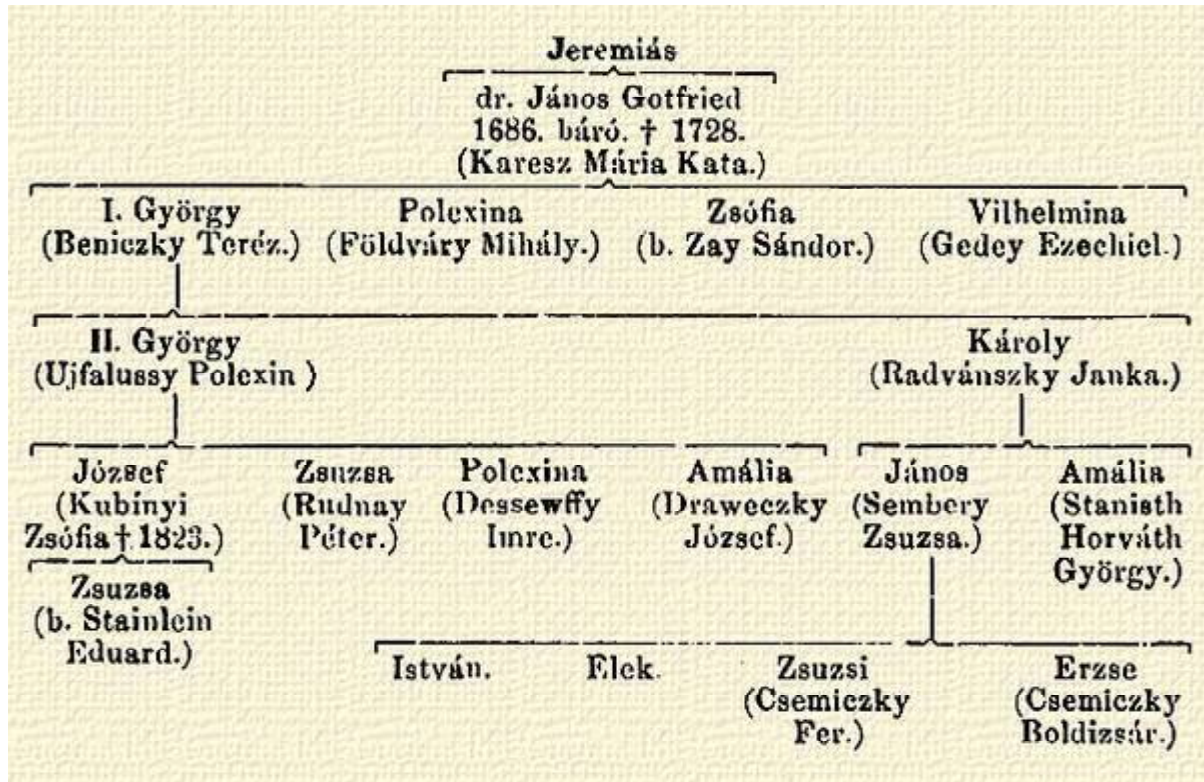 Jeremiás
dr. János Gotfried
1686. báró. † 1728.
(Karesz Mária Kata.)
I. György Polexina Zsófia Vilhelmina
(Beniczky Teréz.) (Földváry Mihály.) (b. Zay Sándor.) (Gedey Ezechiel.)
II. György Károly
(Ujfalussy Polexin ) (Radvánszky Janka.)
József Zsuzsa Polexina Amália János Amália
(Kubínyi (Rudnay (Dessewffy (Draweczky (Sembery (Stanisth
Zsófia † 1823.) Péter.) Imre.) József.) Zsuzsa.) Horváth
Zsuzsa György.)
(b. Stainlein
Eduard.)
István. Elek. Zsuzsi Erzse
(Csemiczky (Csemiczky
Fer.) Boldizsár.)